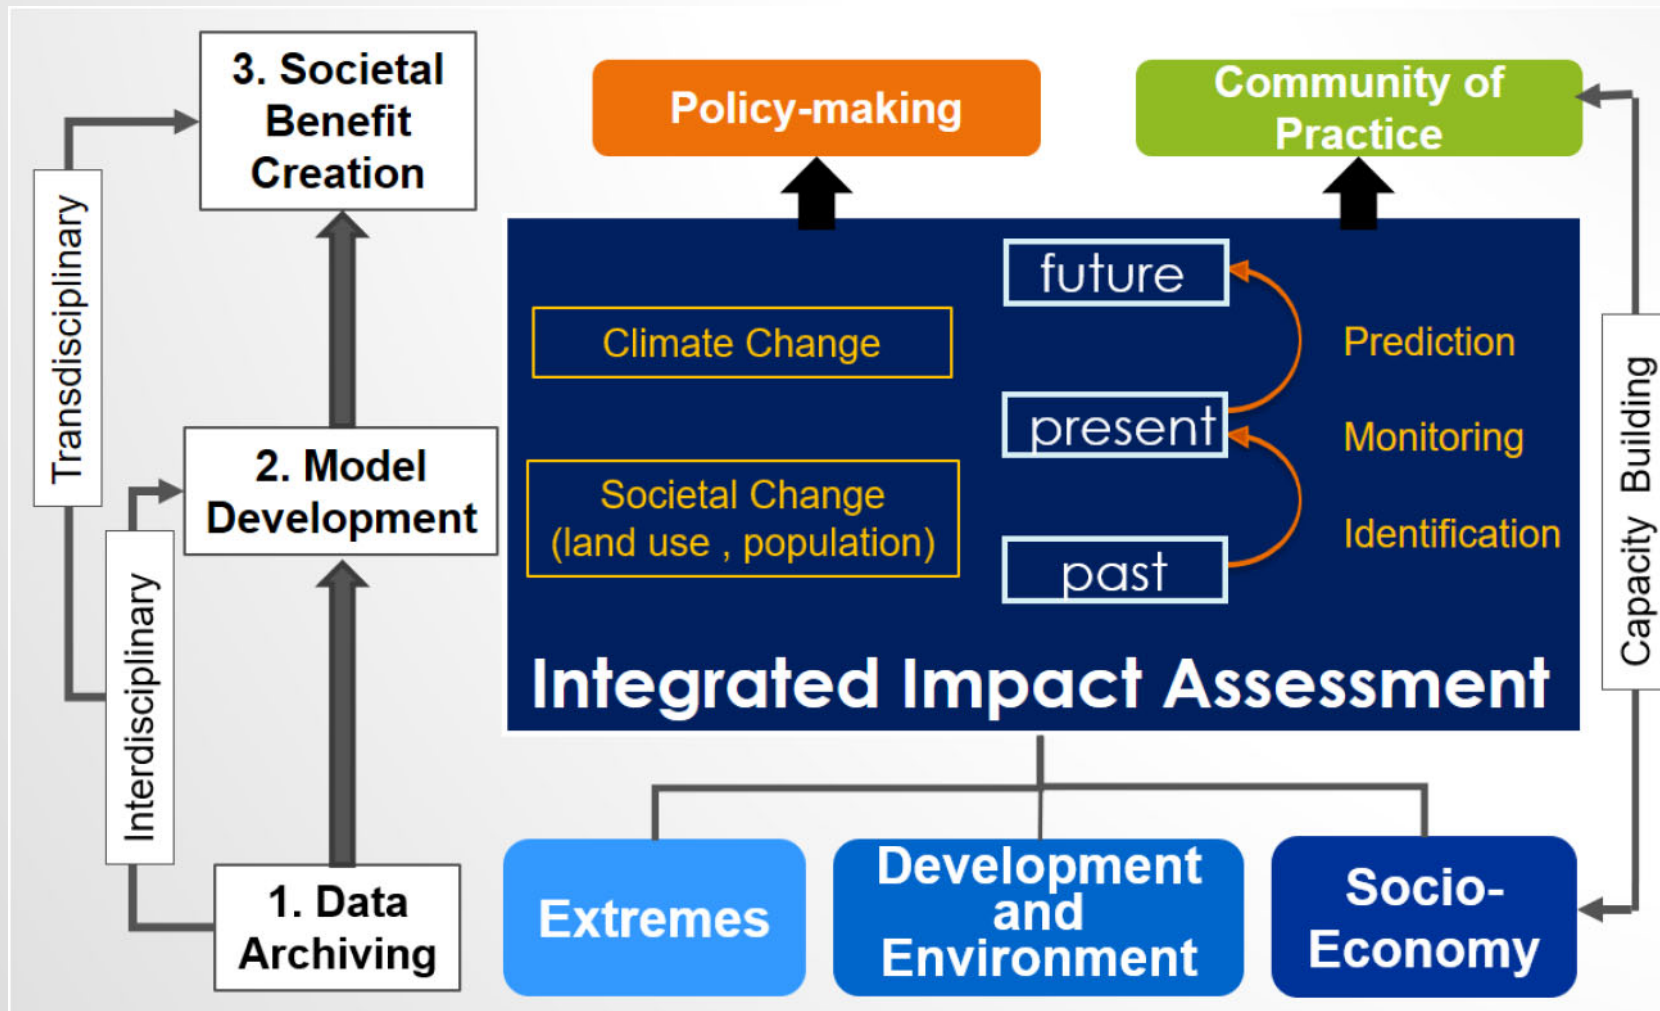 3. Societal
Benefit
Creation
Policy-making
Community of
Practice
Transdisciplinary
future
Climate Change
Prediction
present
Monitoring
2. Model
Development
Societal Change
(land use , population)
Identification
past
Capacity Building
Interdisciplinary
Integrated Impact Assessment
1. Data
Archiving
Extremes
Development
and
Environment
Socio-
Economy